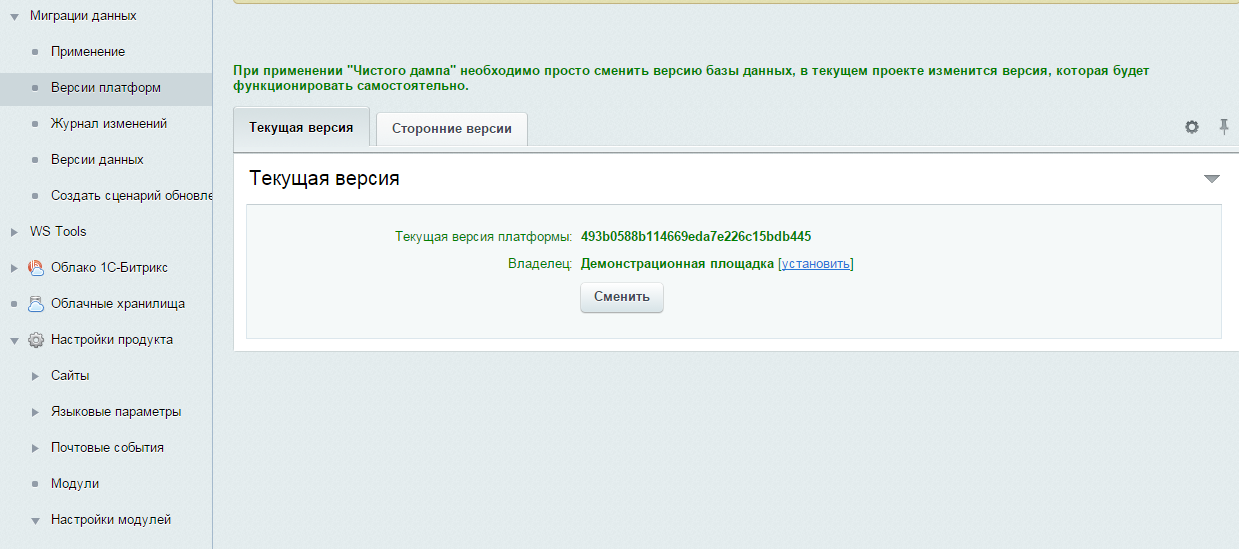 Миграции данных
Применение
Версии платформ
Журнал изменений
Версии данных
Создать сценарий обновле
WS Tools
Облако 1С-Битрикс
Облачные хранилища
Настройки продукта
Сайты
Языковые параметры
Почтовые события
Модули
Настройки модулей
При применении "Чистого дампа" необходимо просто сменить версию базы данных, в текущем проекте изменится версия, которая будет
функционировать самостоятельно.
Текущая версия
Сторонние версии
Текущая версия
Текущая версия платформы: 493b0588b114669eda7e226c15bdb445
Владелец: Демонстрационная площадка [установить]
Сменить